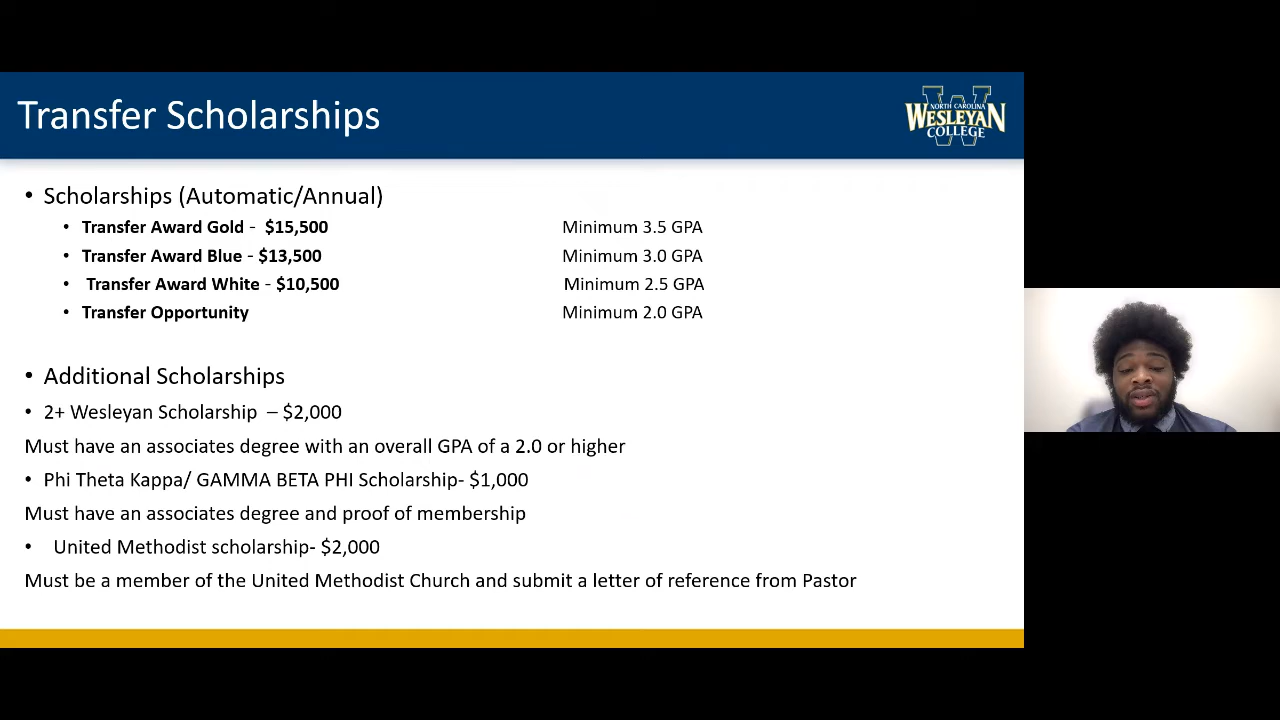 Transfer Scholarships
NORTH CAROLINA
WESLEYAN
COLLEGE
• Scholarships (Automatic/Annual)
• Transfer Award Gold - $15,500 Minimum 3.5 GPA
• Transfer Award Blue - $13,500 Minimum 3.0 GPA
• Transfer Award White - $10,500 Minimum 2.5 GPA
• Transfer Opportunity Minimum 2.0 GPA
• Additional Scholarships
• 2+ Wesleyan Scholarship – $2,000
Must have an associates degree with an overall GPA of a 2.0 or higher
• Phi Theta Kappa/ GAMMA BETA PHI Scholarship- $1,000
Must have an associates degree and proof of membership
• United Methodist scholarship- $2,000
Must be a member of the United Methodist Church and submit a letter of reference from Pastor